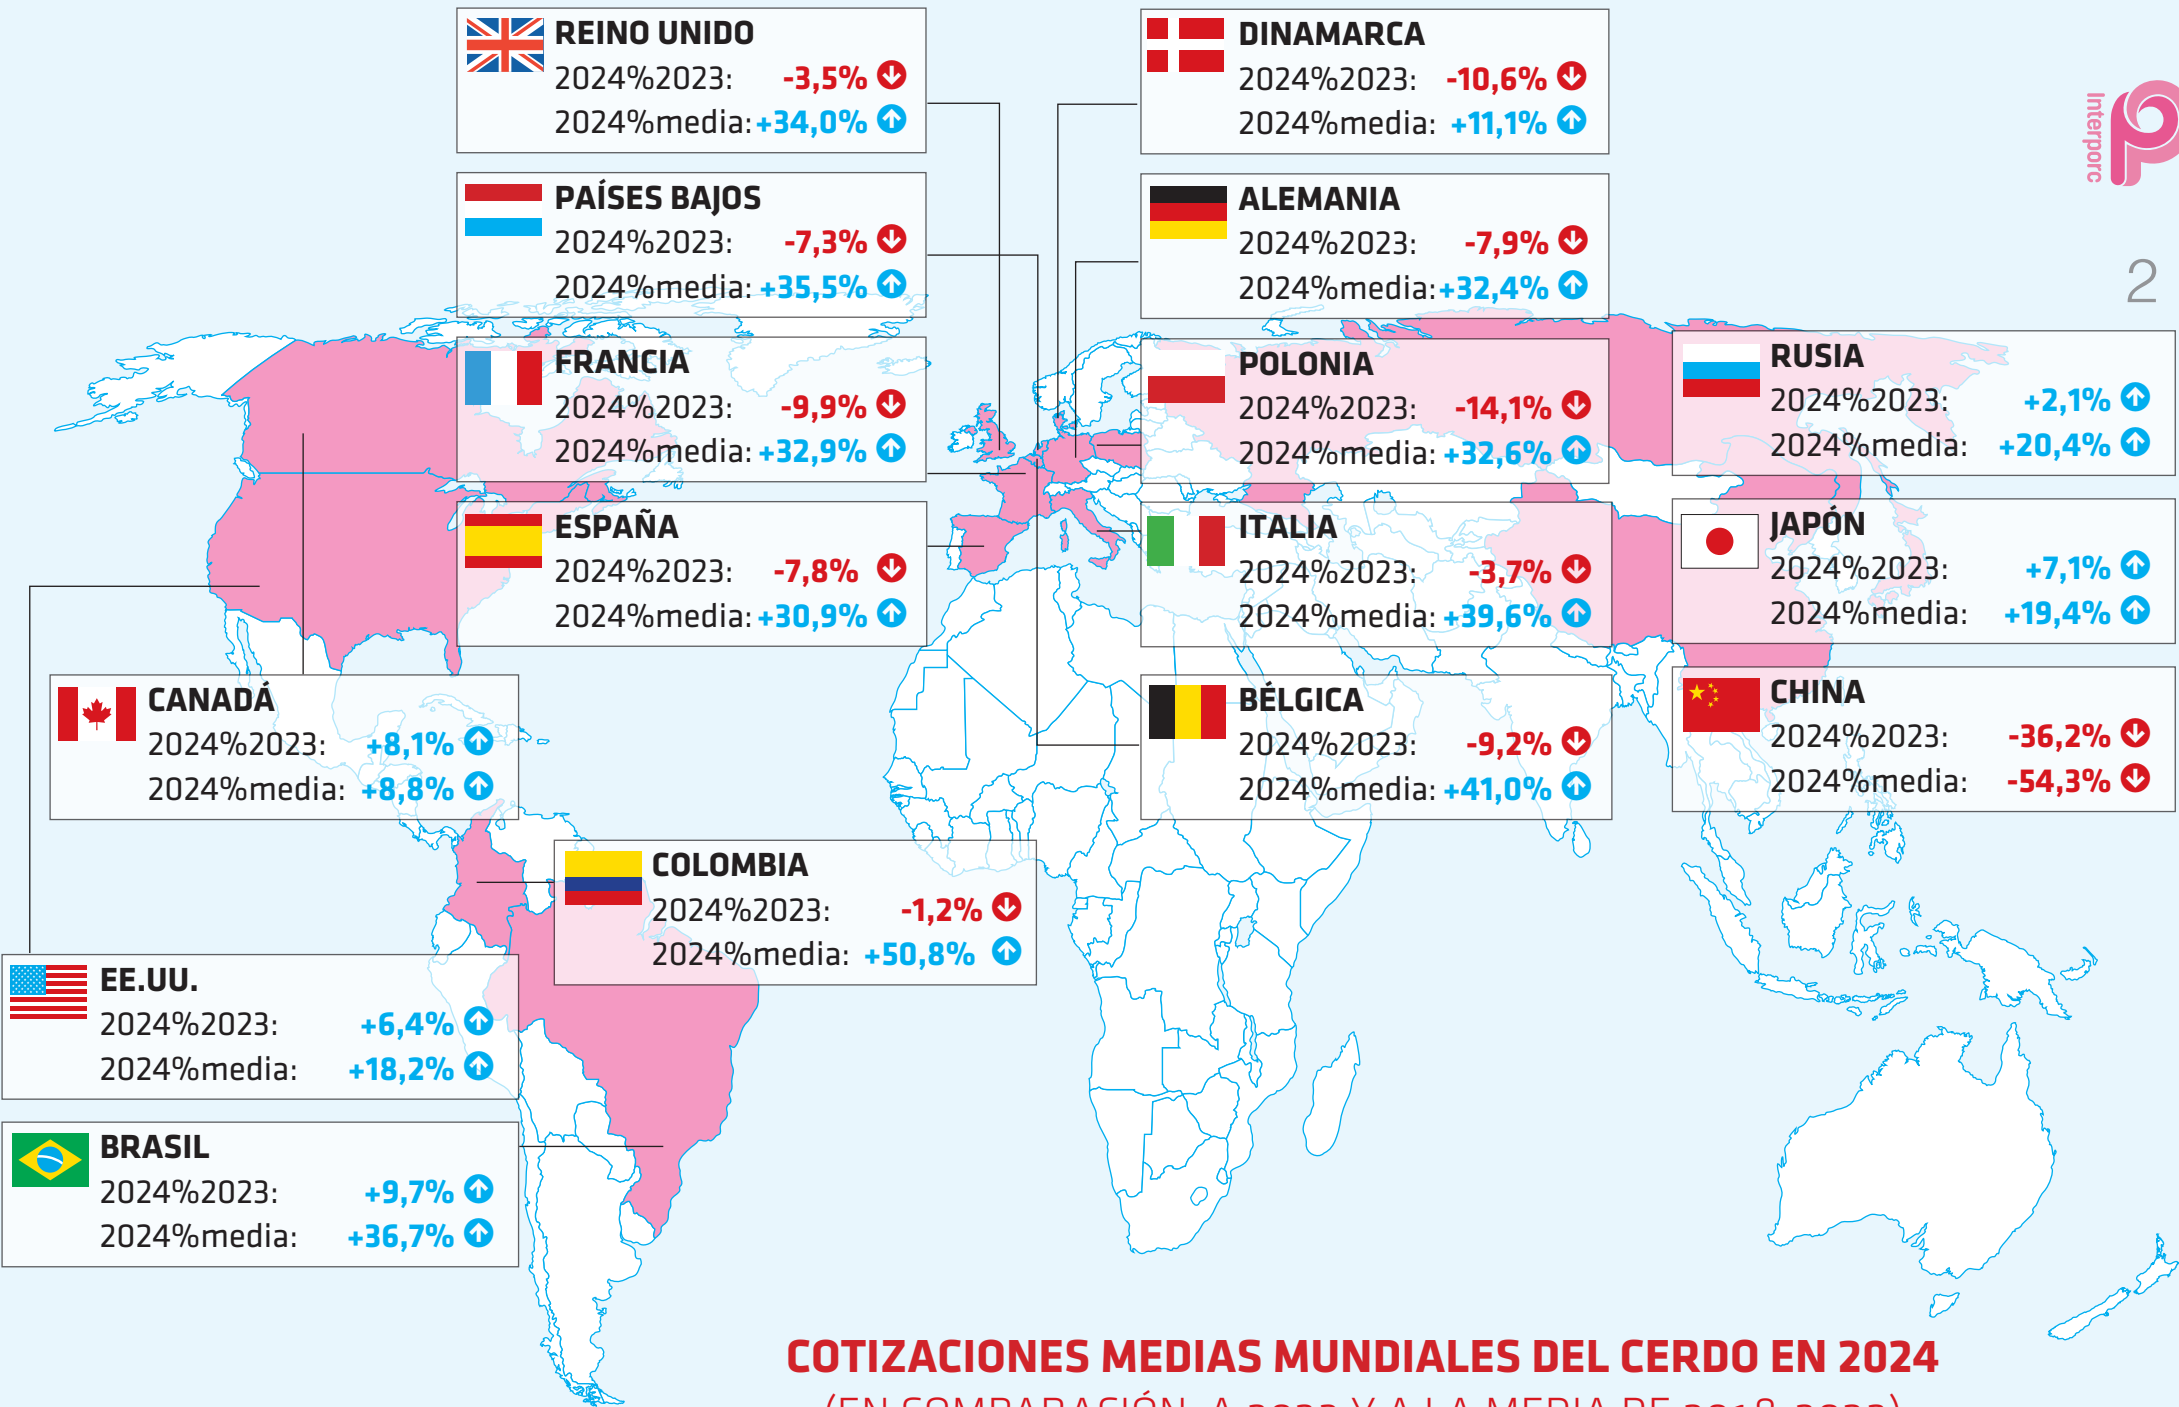 REINO UNIDO
2024%2023: -3,5%
2024%media: +34,0%
DINAMARCA
2024%2023: -10,6%
2024%media: +11,1%
Interporc
PAÍSES BAJOS
2024%2023: -7,3%
2024%media: +35,5%
ALEMANIA
2024%2023: -7,9%
2024%media: +32,4%
2
FRANCIA
2024%2023: -9,9%
2024%media: +32,9%
POLONIA
2024%2023: -14,1%
2024%media: +32,6%
RUSIA
2024%2023: +2,1%
2024%media: +20,4%
ESPAÑA
2024%2023: -7,8%
2024%media: +30,9%
ITALIA
2024%2023: -3,7%
2024%media: +39,6%
JAPÓN
2024%2023: +7,1%
2024%media: +19,4%
CANADÁ
2024%2023: +8,1%
2024%media: +8,8%
BÉLGICA
2024%2023: -9,2%
2024%media: +41,0%
CHINA
2024%2023: -36,2%
2024%media: -54,3%
COLOMBIA
2024%2023: -1,2%
2024%media: +50,8%
EE.UU.
2024%2023: +6,4%
2024%media: +18,2%
BRASIL
2024%2023: +9,7%
2024%media: +36,7%
COTIZACIONES MEDIAS MUNDIALES DEL CERDO EN 2024
(EN COMPARACIÓN A 2023 Y A LA MEDIA DE 2018-2022)